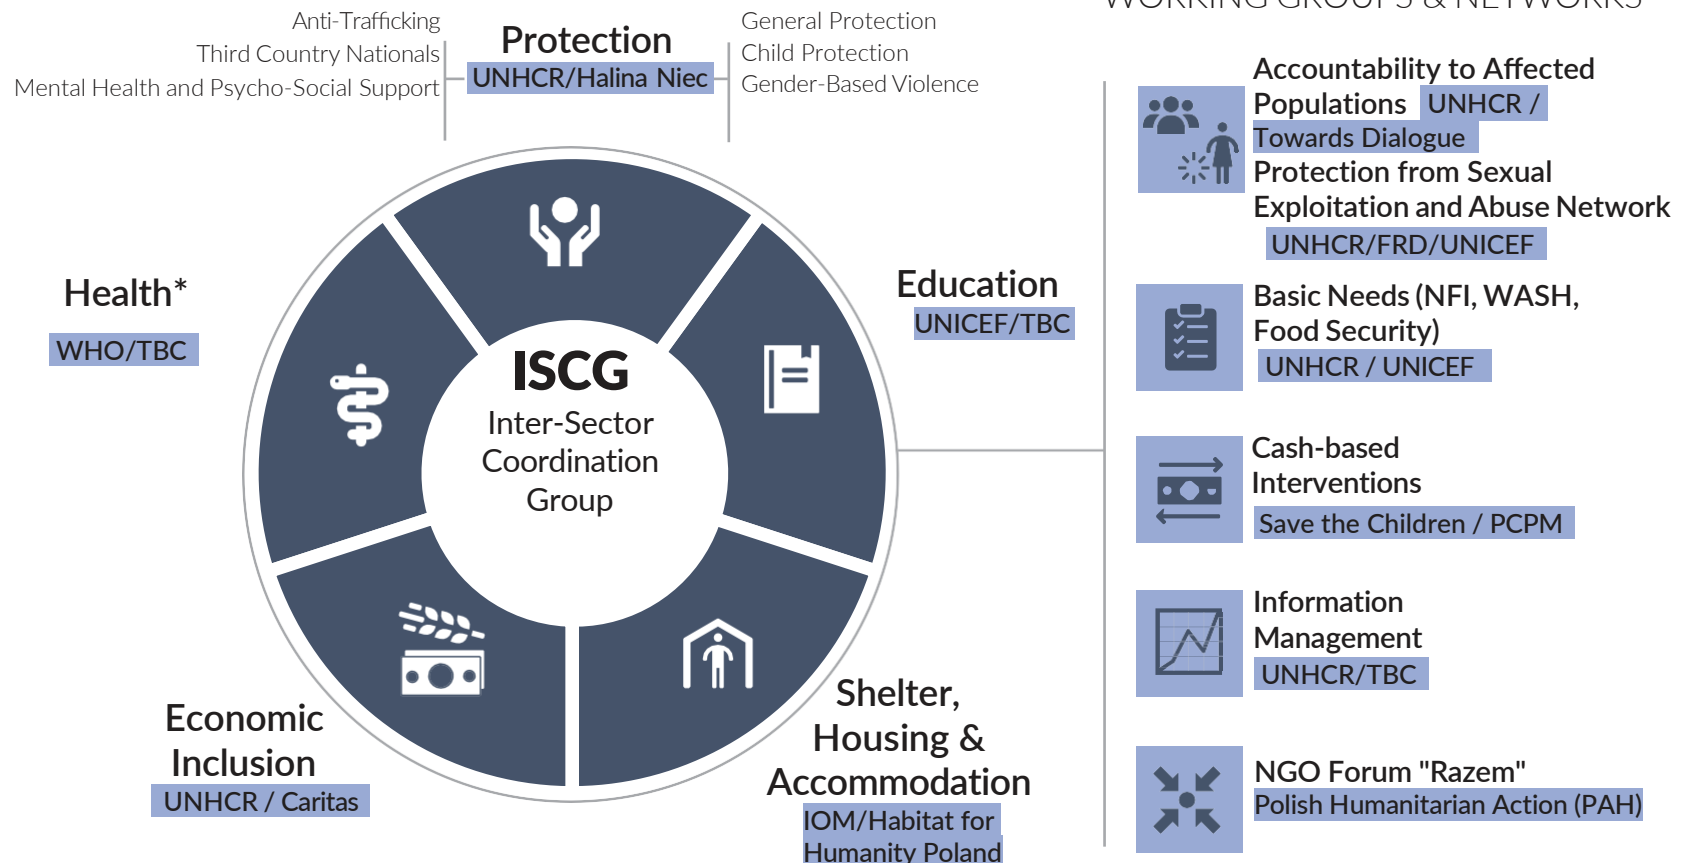 WORKING GROUPS & NETWORKS
Anti-Trafficking
Third Country Nationals
Mental Health and Psycho-Social Support
Protection
UNHCR/Halina Niec
General Protection
Child Protection
Gender-Based Violence
Health*
WHO/TBC
ISCG
Inter-Sector
Coordination
Group
Education
UNICEF/TBC
Economic
Inclusion
UNHCR / Caritas
Shelter,
Housing &
Accommodation
IOM/Habitat for
Humanity Poland
Accountability to Affected
Populations UNHCR /
Towards Dialogue
Protection from Sexual
Exploitation and Abuse Network
UNHCR/FRD/UNICEF
Basic Needs (NFI, WASH,
Food Security)
UNHCR / UNICEF
Cash-based
Interventions
Save the Children / PCPM
Information
Management
UNHCR/TBC
NGO Forum "Razem"
Polish Humanitarian Action (PAH)